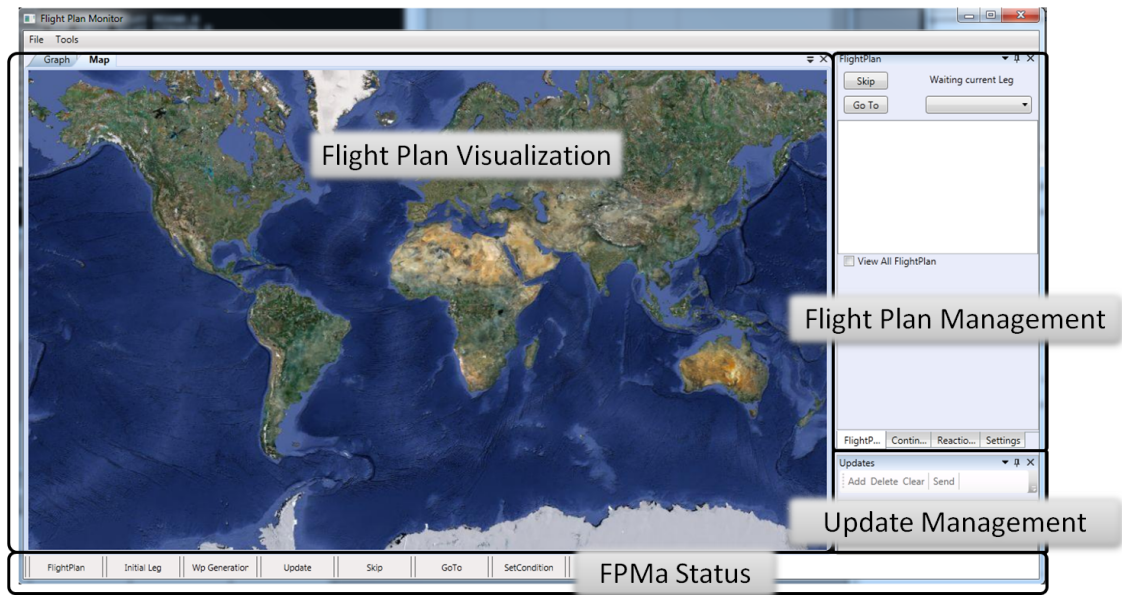 Flight Plan Monitor
File Tools
Graph Map
FlightPlan
Skip Waiting current Leg
Go To
Flight Plan Visualization
View All FlightPlan
Flight Plan Management
FlightP... Contin... Reactio... Settings
Updates
Add Delete Clear Send
Update Management
FlightPlan Initial Leg Wp Generation Update Skip GoTo SetCondition
FPMa Status